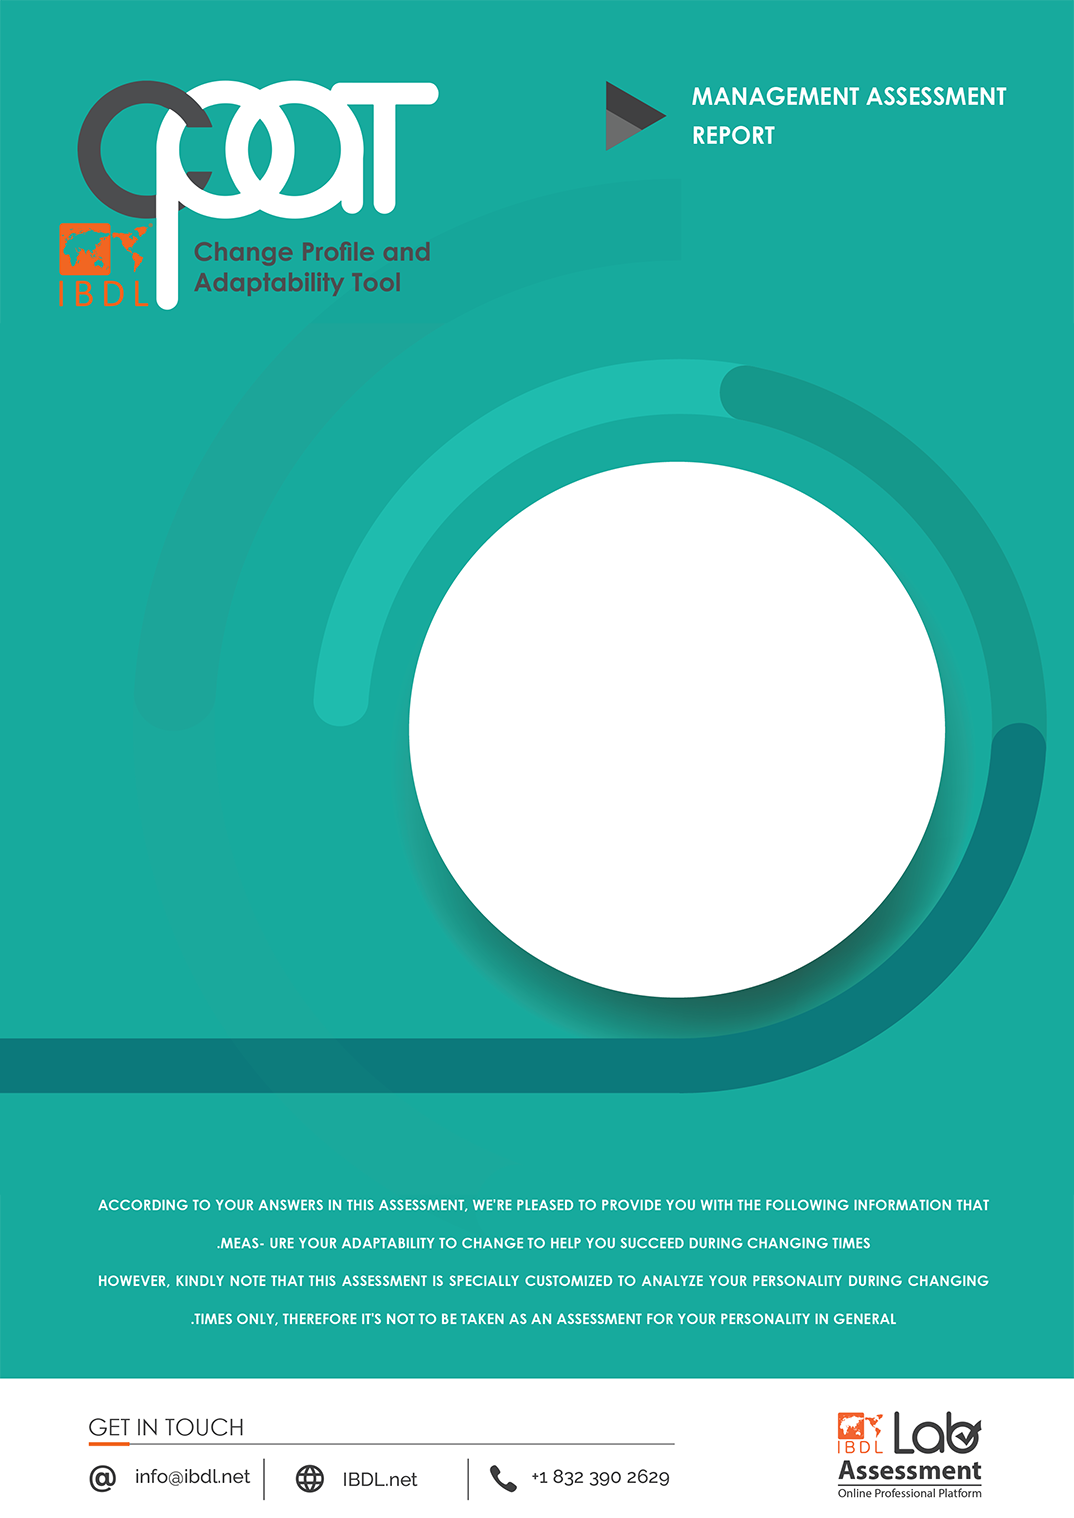 cpaat
MANAGEMENT ASSESSMENT
REPORT
IBDL
Change Profile and
Adaptability Tool
ACCORDING TO YOUR ANSWERS IN THIS ASSESSMENT, WE'RE PLEASED TO PROVIDE YOU WITH THE FOLLOWING INFORMATION THAT
.MEAS- URE YOUR ADAPTABILITY TO CHANGE TO HELP YOU SUCCEED DURING CHANGING TIMES
HOWEVER, KINDLY NOTE THAT THIS ASSESSMENT IS SPECIALLY CUSTOMIZED TO ANALYZE YOUR PERSONALITY DURING CHANGING
.TIMES ONLY, THEREFORE IT'S NOT TO BE TAKEN AS AN ASSESSMENT FOR YOUR PERSONALITY IN GENERAL
GET IN TOUCH
info@ibdl.net
IBDL.net
+1 832 390 2629
IBDL Lab
Assessment
Online Professional Platform